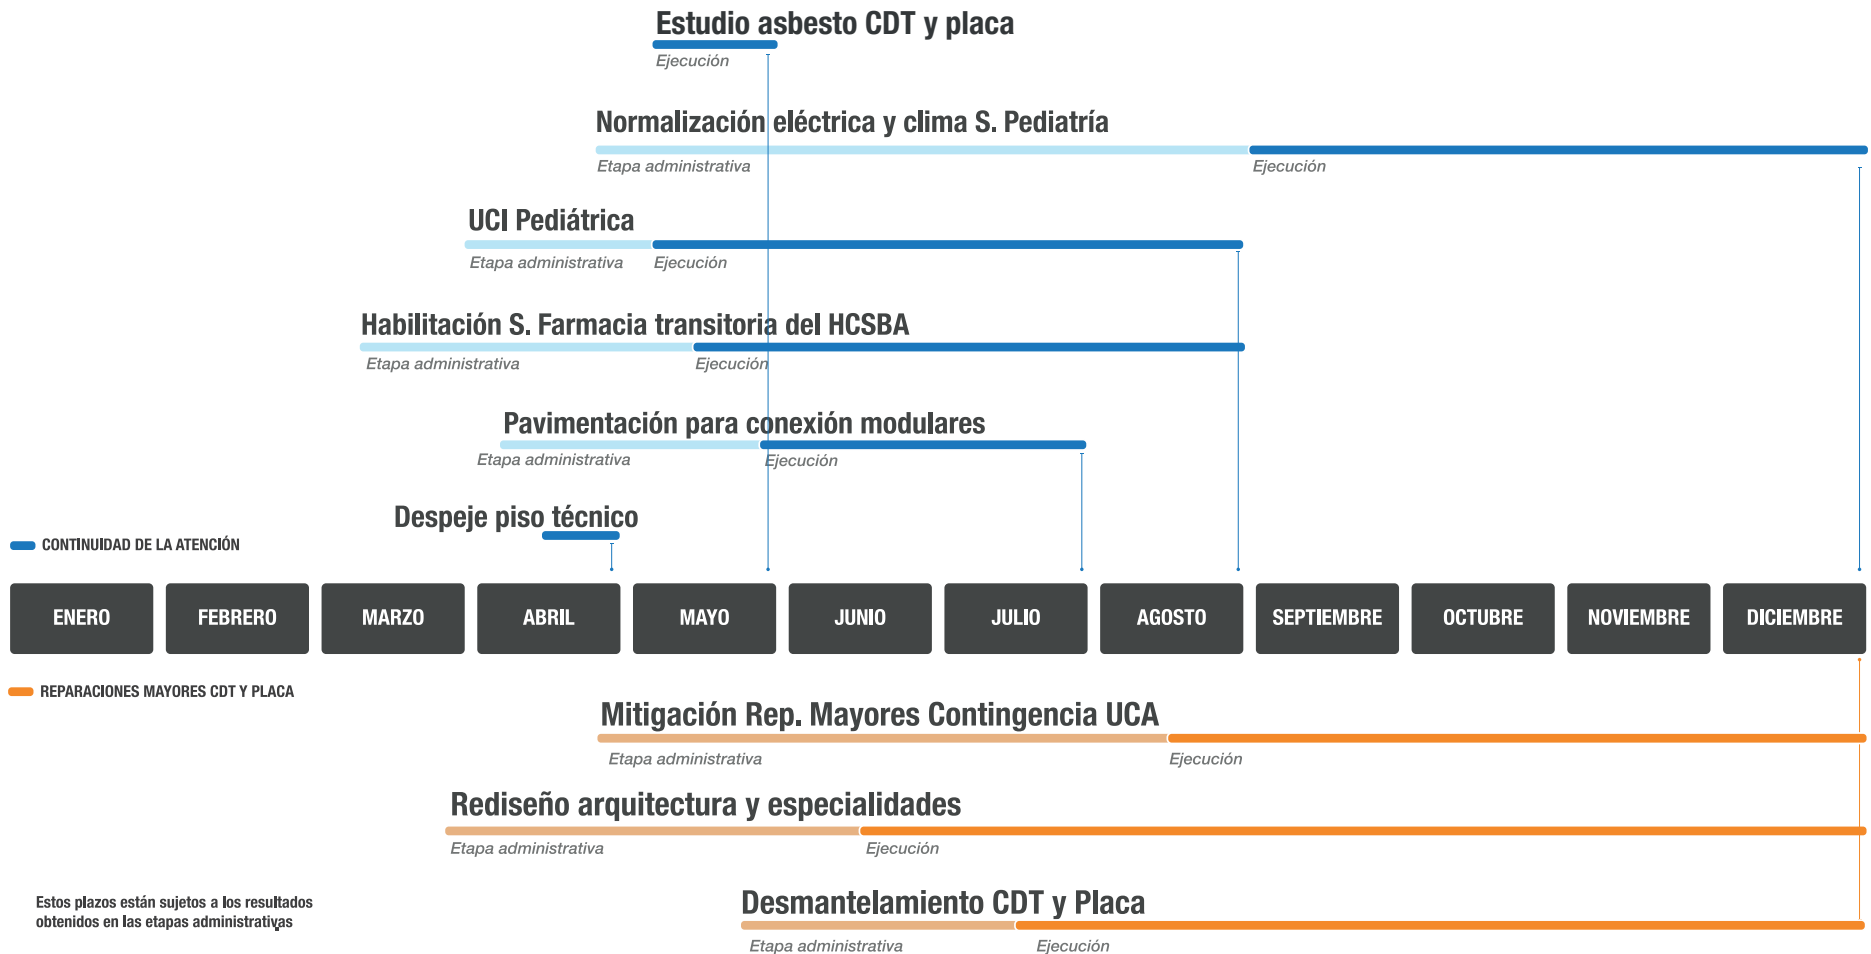 Estudio asbesto CDT y placa
Ejecución
Normalización eléctrica y clima S. Pediatría
Etapa administrativa
Ejecución
UCI Pediátrica
Etapa administrativa
Ejecución
Habilitación S. Farmacia transitoria del HCSBA
Etapa administrativa
Ejecución
Pavimentación para conexión modulares
Etapa administrativa
Ejecución
Despeje piso técnico
CONTINUIDAD DE LA ATENCIÓN
ENERO
FEBRERO
MARZO
ABRIL
MAYO
JUNIO
JULIO
AGOSTO
SEPTIEMBRE
OCTUBRE
NOVIEMBRE
DICIEMBRE
REPARACIONES MAYORES CDT Y PLACA
Mitigación Rep. Mayores Contingencia UCA
Etapa administrativa
Ejecución
Rediseño arquitectura y especialidades
Etapa administrativa
Ejecución
Desmantelamiento CDT y Placa
Etapa administrativa
Ejecución
Estos plazos están sujetos a los resultados
obtenidos en las etapas administrativas